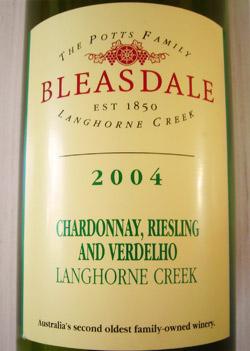 THE POTTS FAMILY
BLEASDALE
EST 1850
LANGHORNE CREEK
2004
CHARDONNAY, RIESLING
AND VERDELHO
LANGHORNE CREEK
Australia's second oldest family-owned winery.